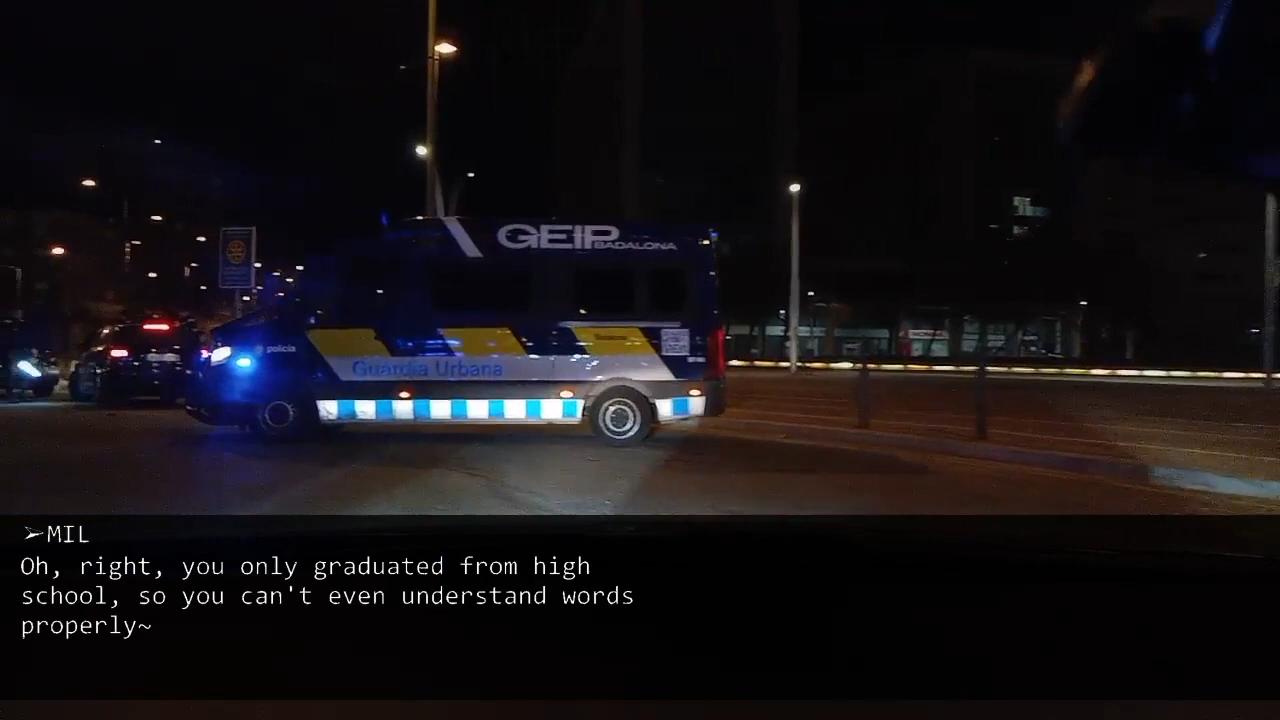 GEIP BADALONA
policia
Guardia Urbana
➢MIL
Oh, right, you only graduated from high
school, so you can't even understand words
properly~